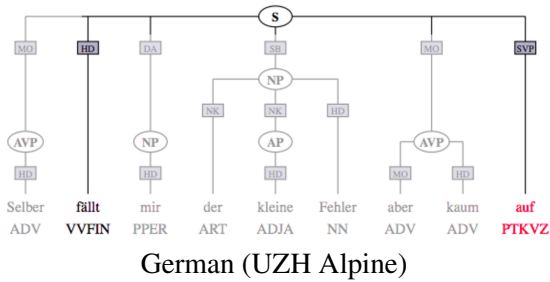 S
MO HD DA SB MO SVP
NP
NK NK HD
AVP NP AP AVP
HD HD HD MO HD
Selber fällt mir der kleine Fehler aber kaum auf
ADV VVFIN PPER ART ADJA NN ADV ADV PTKVZ
German (UZH Alpine)